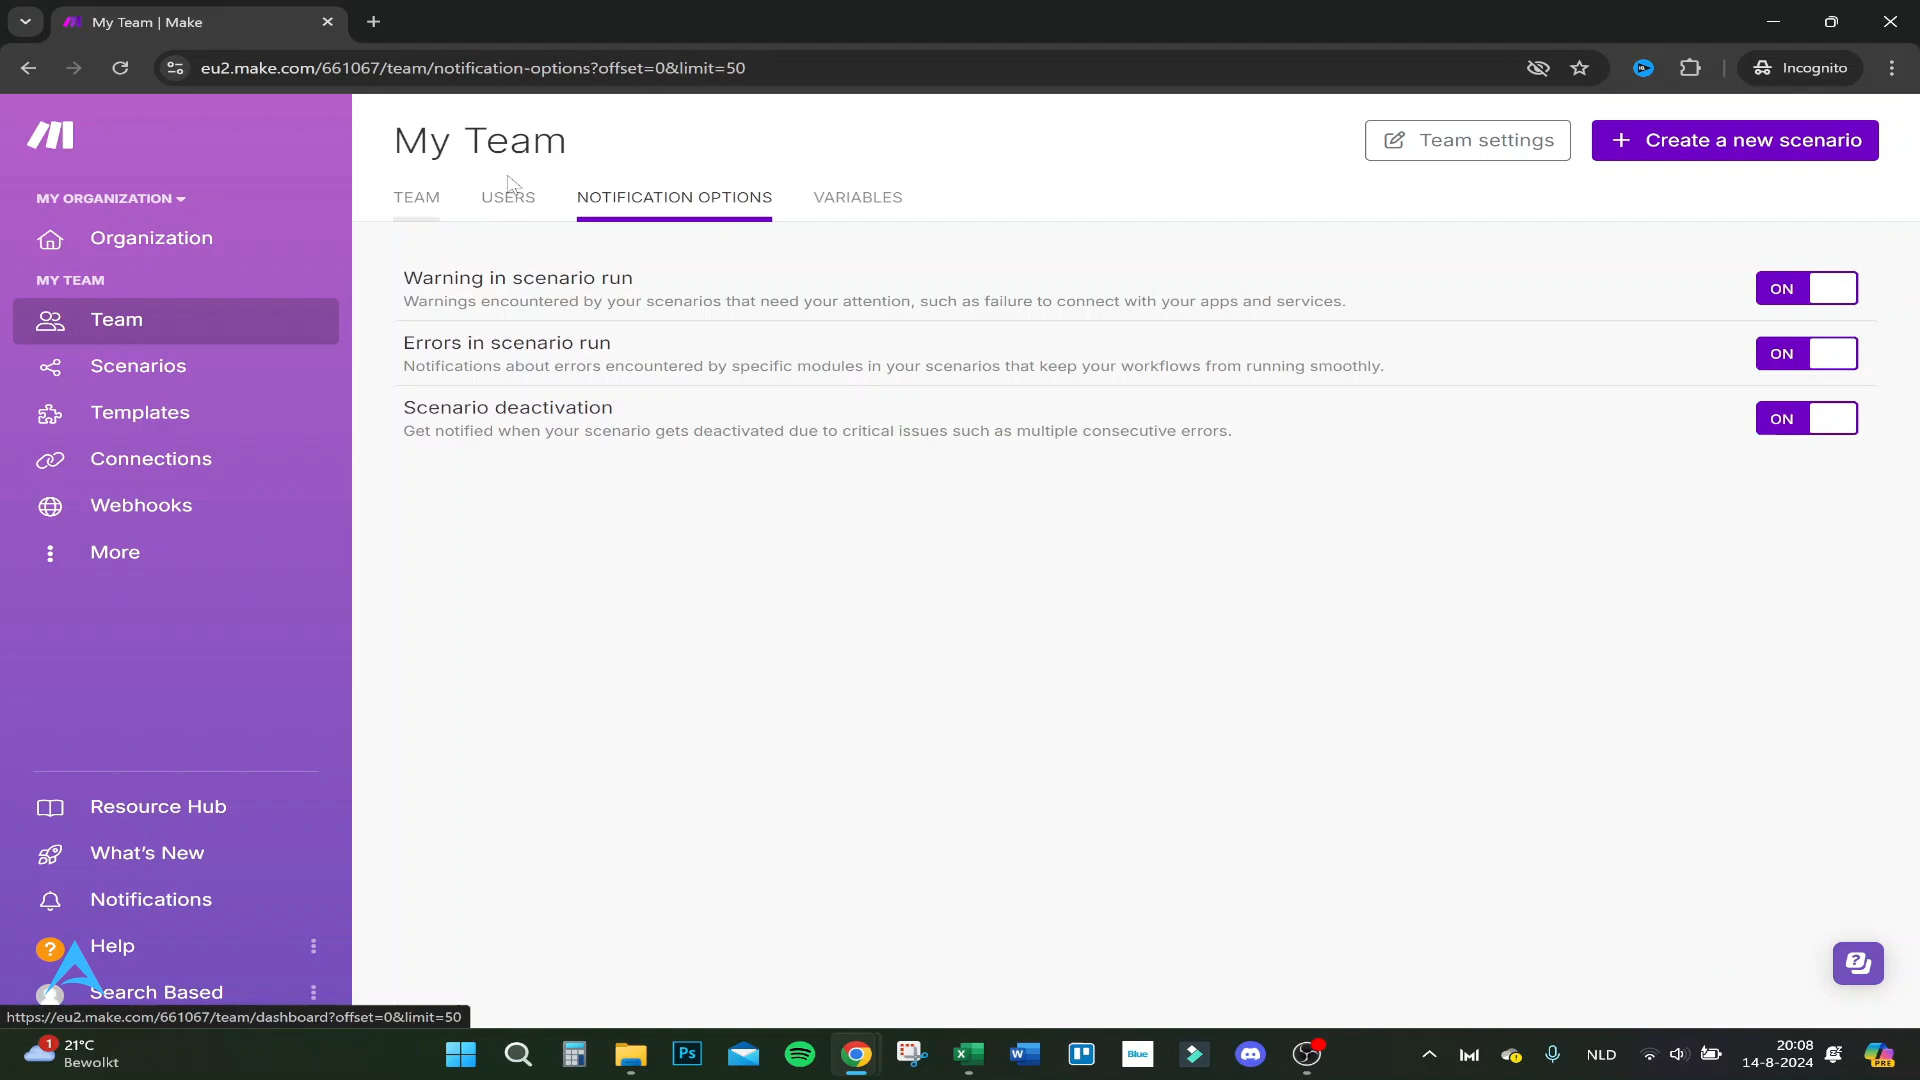 My Team | Make
eu2.make.com/661067/team/notification-options?offset=0&limit=50
Incognito
MY ORGANIZATION
Organization
MY TEAM
Team
Scenarios
Templates
Connections
Webhooks
More
Resource Hub
What's New
Notifications
? Help
Search Based
My Team
Team settings
+ Create a new scenario
TEAM USERS NOTIFICATION OPTIONS VARIABLES
Warning in scenario run
Warnings encountered by your scenarios that need your attention, such as failure to connect with your apps and services.
ON
Errors in scenario run
Notifications about errors encountered by specific modules in your scenarios that keep your workflows from running smoothly.
ON
Scenario deactivation
Get notified when your scenario gets deactivated due to critical issues such as multiple consecutive errors.
ON
?
https://eu2.make.com/661067/team/dashboard?offset=0&limit=50
1
21°C
Bewolkt
Ps
X
W
Blue
NLD
20:08
14-8-2024
PRE